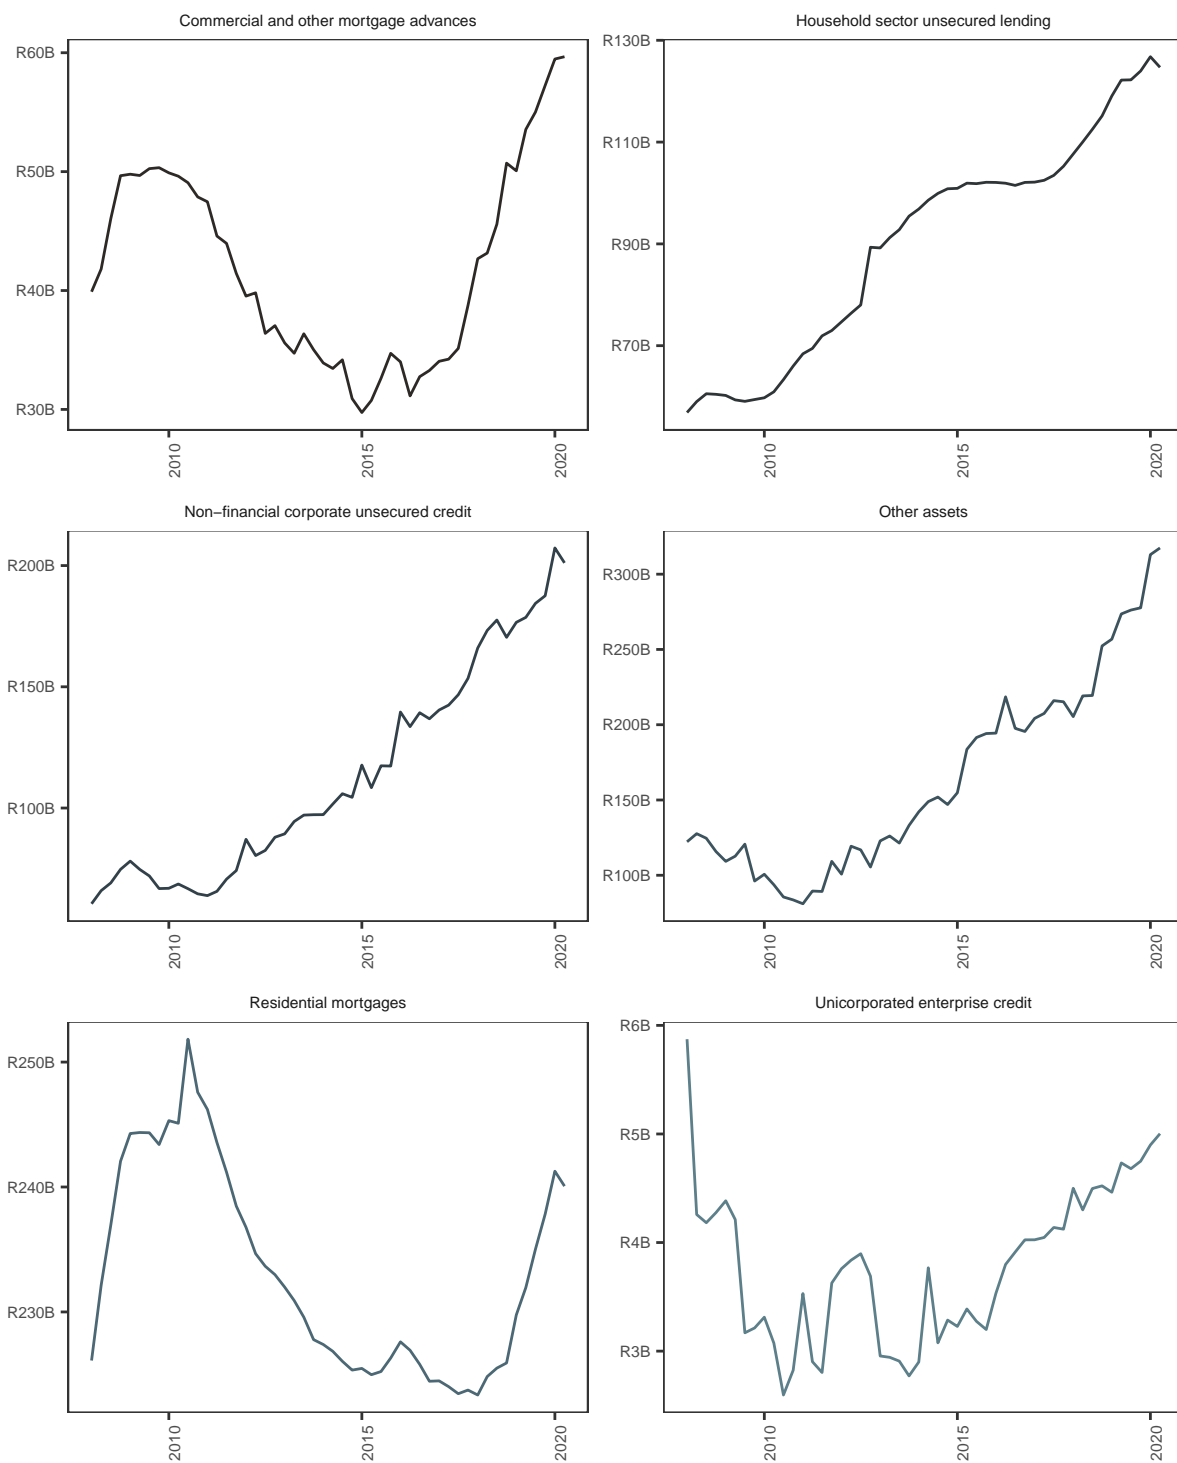 Commercial and other mortgage advances
R60B
R50B
R40B
R30B
2010
2015
2020
Household sector unsecured lending
R130B
R110B
R90B
R70B
2010
2015
2020
Non−financial corporate unsecured credit
R200B
R150B
R100B
2010
2015
2020
Other assets
R300B
R250B
R200B
R150B
R100B
2010
2015
2020
Residential mortgages
R250B
R240B
R230B
2010
2015
2020
Unicorporated enterprise credit
R6B
R5B
R4B
R3B
2010
2015
2020